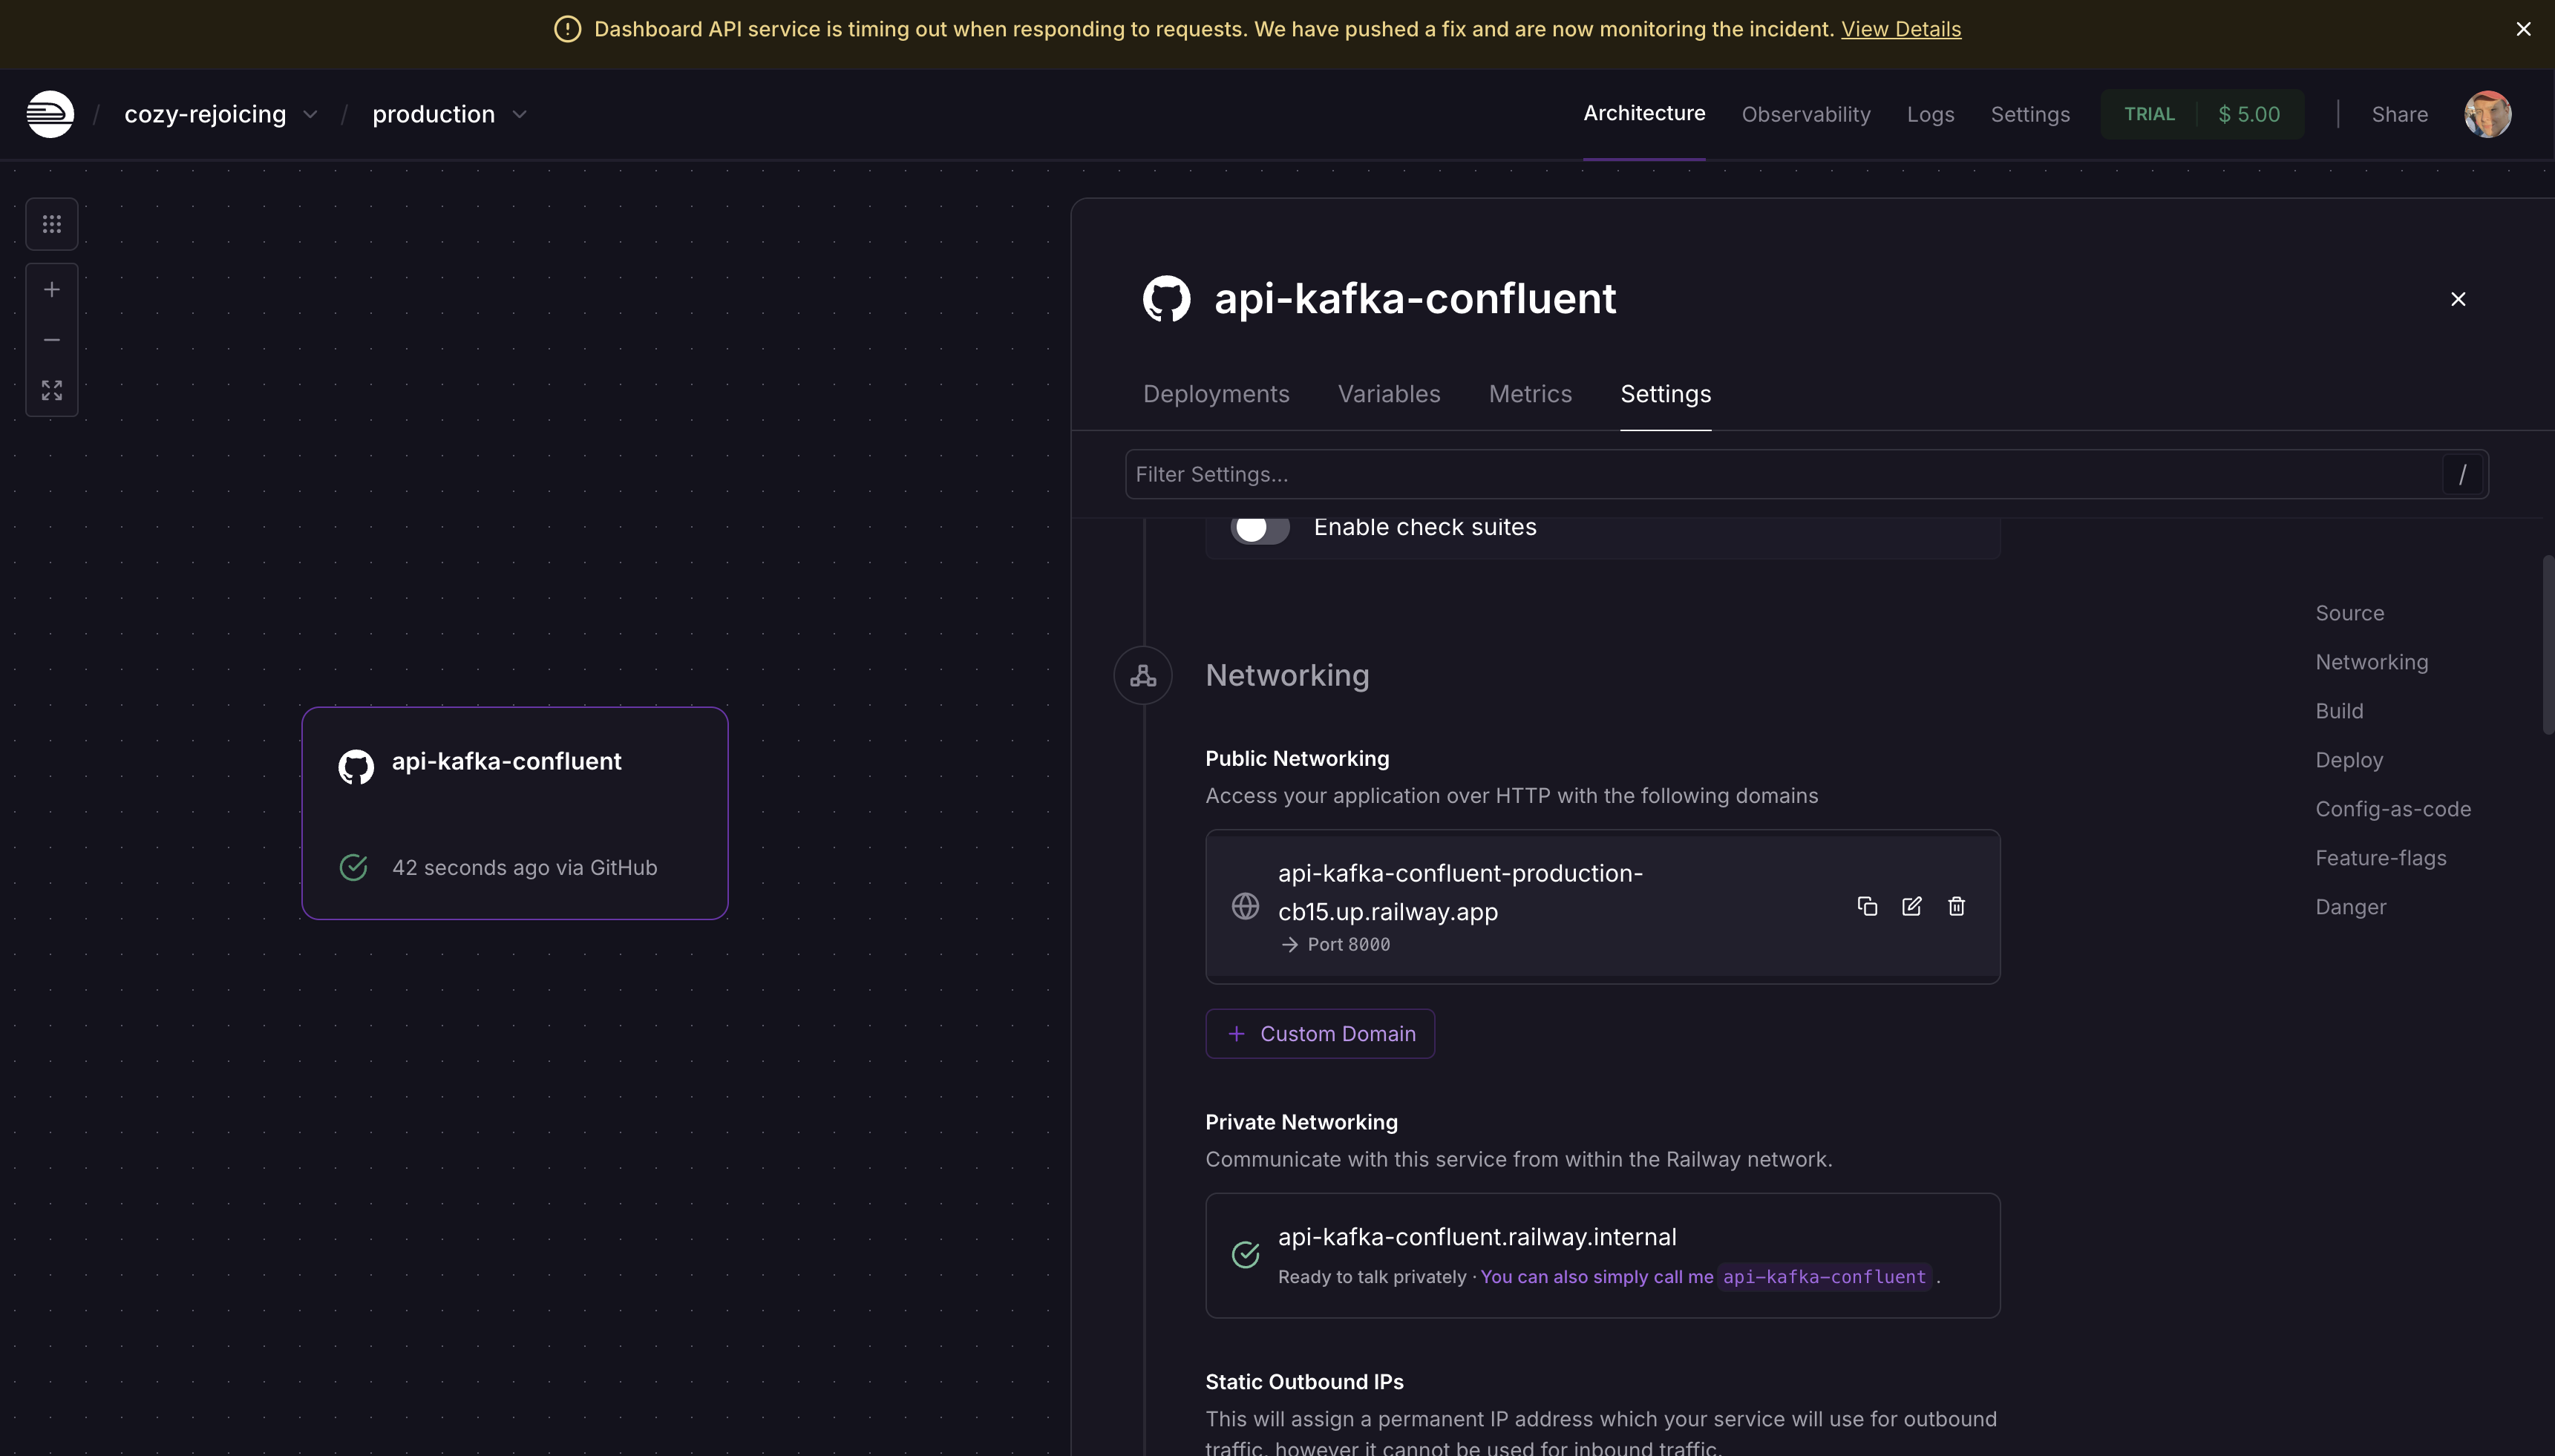 Dashboard API service is timing out when responding to requests. We have pushed a fix and are now monitoring the incident. View Details
/ cozy-rejoicing / production
Architecture Observability Logs Settings TRIAL $ 5.00 Share
api-kafka-confluent
Deployments Variables Metrics Settings
Filter Settings... /
Enable check suites
Networking
Public Networking
Access your application over HTTP with the following domains
api-kafka-confluent-production-
cb15.up.railway.app
→ Port 8000
+ Custom Domain
Private Networking
Communicate with this service from within the Railway network.
api-kafka-confluent.railway.internal
Ready to talk privately · You can also simply call me api-kafka-confluent .
Static Outbound IPs
This will assign a permanent IP address which your service will use for outbound
traffic, however it cannot be used for inbound traffic.
Source
Networking
Build
Deploy
Config-as-code
Feature-flags
Danger
api-kafka-confluent
42 seconds ago via GitHub